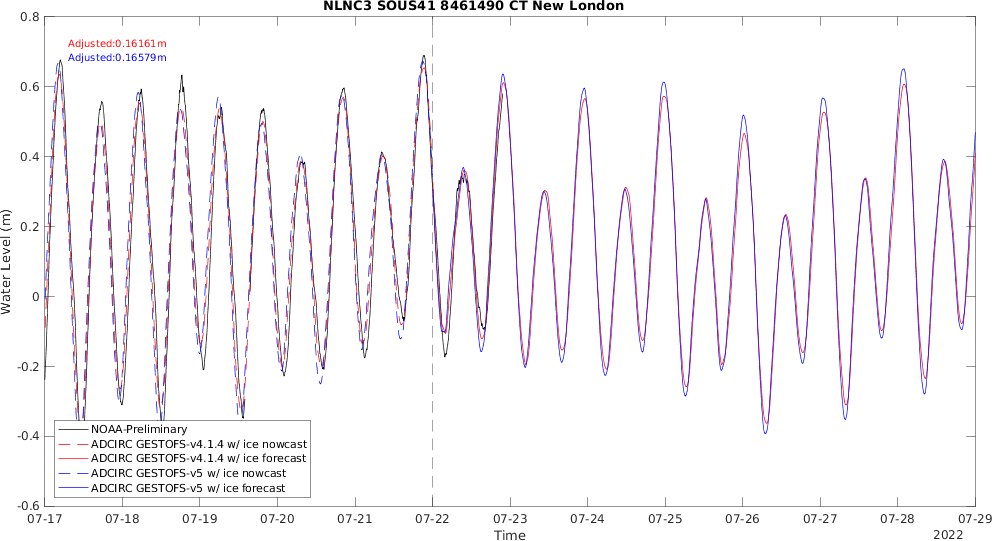 NLNC3 SOUS41 8461490 CT New London
Adjusted:0.16161m
Adjusted:0.16579m
Water Level (m)
0.8
0.6
0.4
0.2
0
-0.2
-0.4
-0.6
NOAA-Preliminary
ADCIRC GESTOFS-v4.1.4 w/ ice nowcast
ADCIRC GESTOFS-v4.1.4 w/ ice forecast
ADCIRC GESTOFS-v5 w/ ice nowcast
ADCIRC GESTOFS-v5 w/ ice forecast
07-17 07-18 07-19 07-20 07-21 07-22 07-23 07-24 07-25 07-26 07-27 07-28 07-29
Time
2022